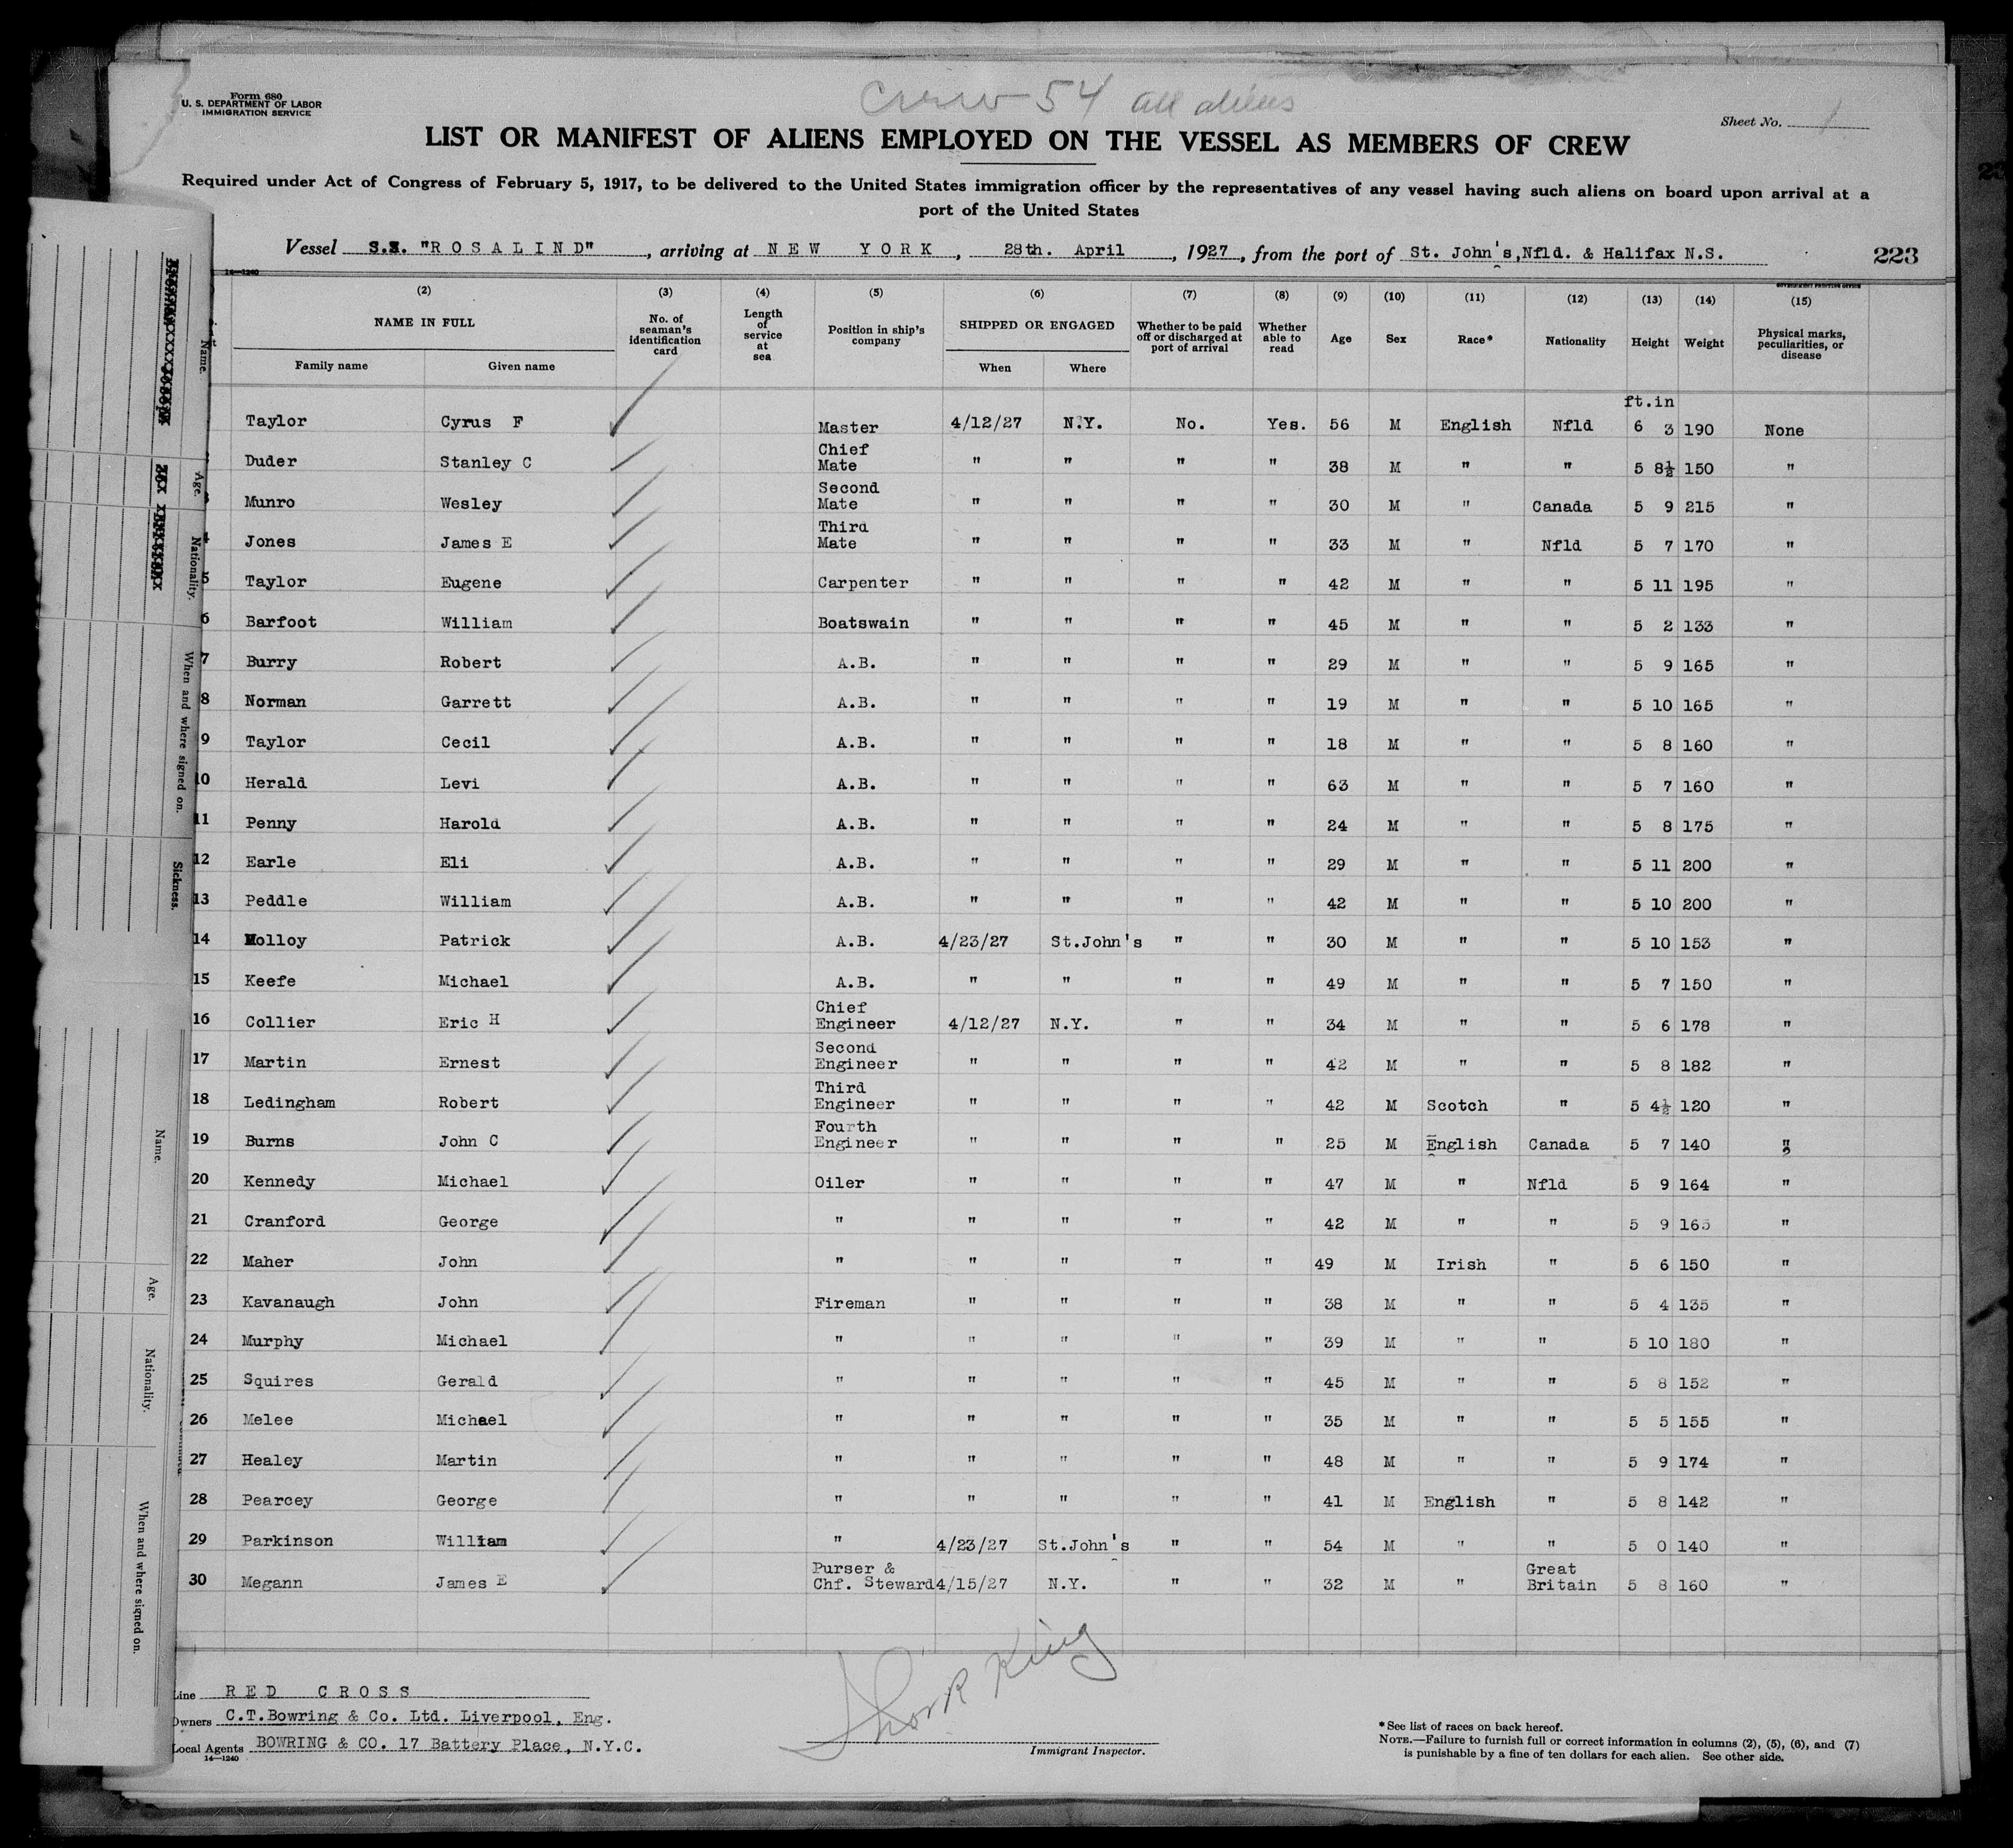 Crew 54 all aliens
Form 680
U. S. DEPARTMENT OF LABOR
IMMIGRATION SERVICE
Sheet No. 1
LIST OR MANIFEST OF ALIENS EMPLOYED ON THE VESSEL AS MEMBERS OF CREW
Required under Act of Congress of February 5, 1917, to be delivered to the United States immigration officer by the representatives of any vessel having such aliens on board upon arrival at a
port of the United States
Vessel S.S. "ROSALIND", arriving at NEW YORK, 28th. April, 1927, from the port of St. John's, Nfld. & Halifax N.S. 223
14—1240 GOVERNMENT PRINTING OFFICE
(2) (3) (4) (5) (6) (7) (8) (9) (10) (11) (12) (13) (14) (15)
NAME IN FULL No. of seaman's identification card Length of service at sea Position in ship's company SHIPPED OR ENGAGED Whether to be paid off or discharged at port of arrival Whether able to read Age Sex Race* Nationality Height Weight Physical marks, peculiarities, or disease
Family name Given name When Where
ft.in
Taylor Cyrus F Master 4/12/27 N.Y. No. Yes. 56 M English Nfld 6 3 190 None
Duder Stanley C Chief Mate " " " " 38 M " " 5 8½ 150 "
Munro Wesley Second Mate " " " " 30 M " Canada 5 9 215 "
4 Jones James E Third Mate " " " " 33 M " Nfld 5 7 170 "
5 Taylor Eugene Carpenter " " " " 42 M " " 5 11 195 "
6 Barfoot William Boatswain " " " " 45 M " " 5 2 133 "
7 Burry Robert A.B. " " " " 29 M " " 5 9 165 "
8 Norman Garrett A.B. " " " " 19 M " " 5 10 165 "
9 Taylor Cecil A.B. " " " " 18 M " " 5 8 160 "
10 Herald Levi A.B. " " " " 63 M " " 5 7 160 "
11 Penny Harold A.B. " " " " 24 M " " 5 8 175 "
12 Earle Eli A.B. " " " " 29 M " " 5 11 200 "
13 Peddle William A.B. " " " " 42 M " " 5 10 200 "
14 Molloy Patrick A.B. 4/23/27 St.John's " " 30 M " " 5 10 153 "
15 Keefe Michael A.B. " " " " 49 M " " 5 7 150 "
16 Collier Eric H Chief Engineer 4/12/27 N.Y. " " 34 M " " 5 6 178 "
17 Martin Ernest Second Engineer " " " " 42 M " " 5 8 182 "
18 Ledingham Robert Third Engineer " " " " 42 M Scotch " 5 4½ 120 "
19 Burns John C Fourth Engineer " " " " 25 M English Canada 5 7 140 "
20 Kennedy Michael Oiler " " " " 47 M " Nfld 5 9 164 "
21 Cranford George " " " " " 42 M " " 5 9 165 "
22 Maher John " " " " " 49 M Irish " 5 6 150 "
23 Kavanaugh John Fireman " " " " 38 M " " 5 4 135 "
24 Murphy Michael " " " " " 39 M " " 5 10 180 "
25 Squires Gerald " " " " " 45 M " " 5 8 152 "
26 Melee Michael " " " " " 35 M " " 5 5 155 "
27 Healey Martin " " " " " 48 M " " 5 9 174 "
28 Pearcey George " " " " " 41 M English " 5 8 142 "
29 Parkinson William " 4/23/27 St.John's " " 54 M " " 5 0 140 "
30 Megann James E Purser & Chf. Steward 4/15/27 N.Y. " " 32 M " Great Britain 5 8 160 "
Line RED CROSS
Owners C.T.Bowring & Co. Ltd. Liverpool, Eng.
Local Agents BOWRING & CO. 17 Battery Place, N.Y.C.
14—1240
King
Immigrant Inspector.
*See list of races on back hereof.
NOTE.—Failure to furnish full or correct information in columns (2), (5), (6), and (7)
is punishable by a fine of ten dollars for each alien. See other side.
Name.
Age.
Nationality.
When and where signed on.
Sickness.
Name.
Age.
Nationality.
When and where signed on.